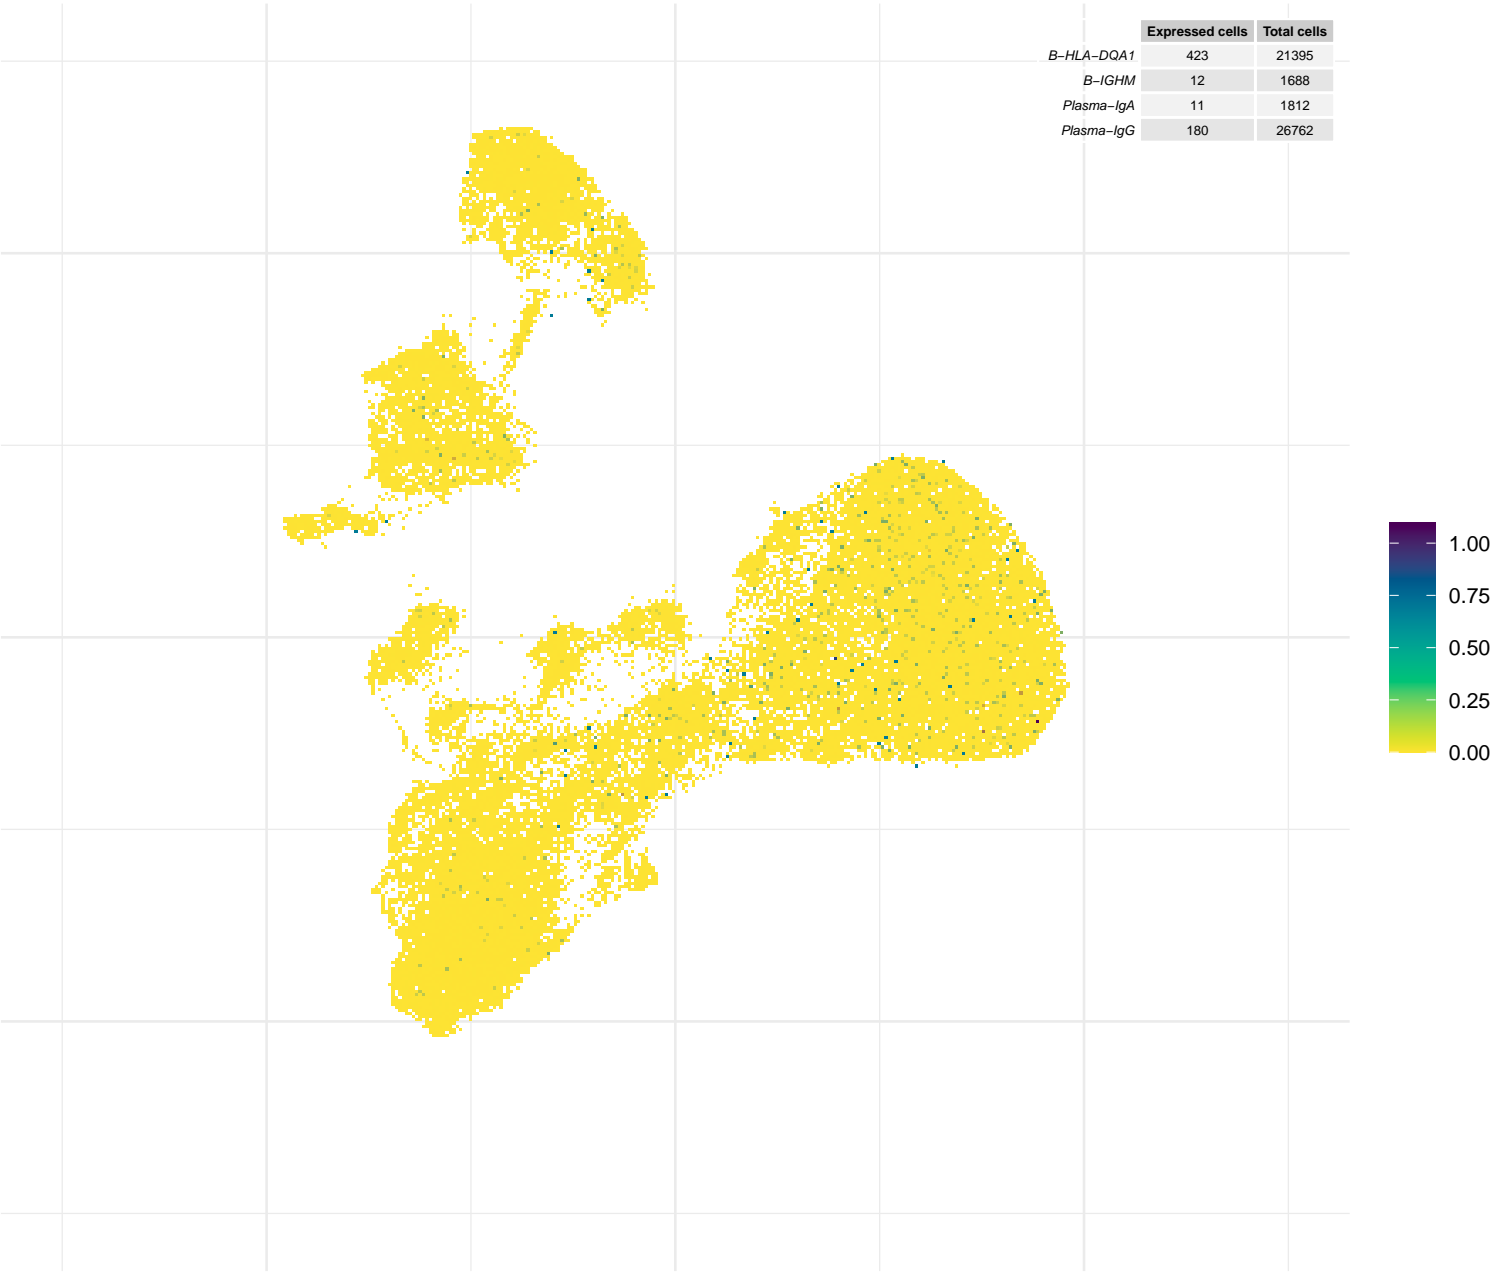 Expressed cells Total cells
B−HLA−DQA1 423 21395
B−IGHM 12 1688
Plasma−IgA 11 1812
Plasma−IgG 180 26762
1.00
0.75
0.50
0.25
0.00